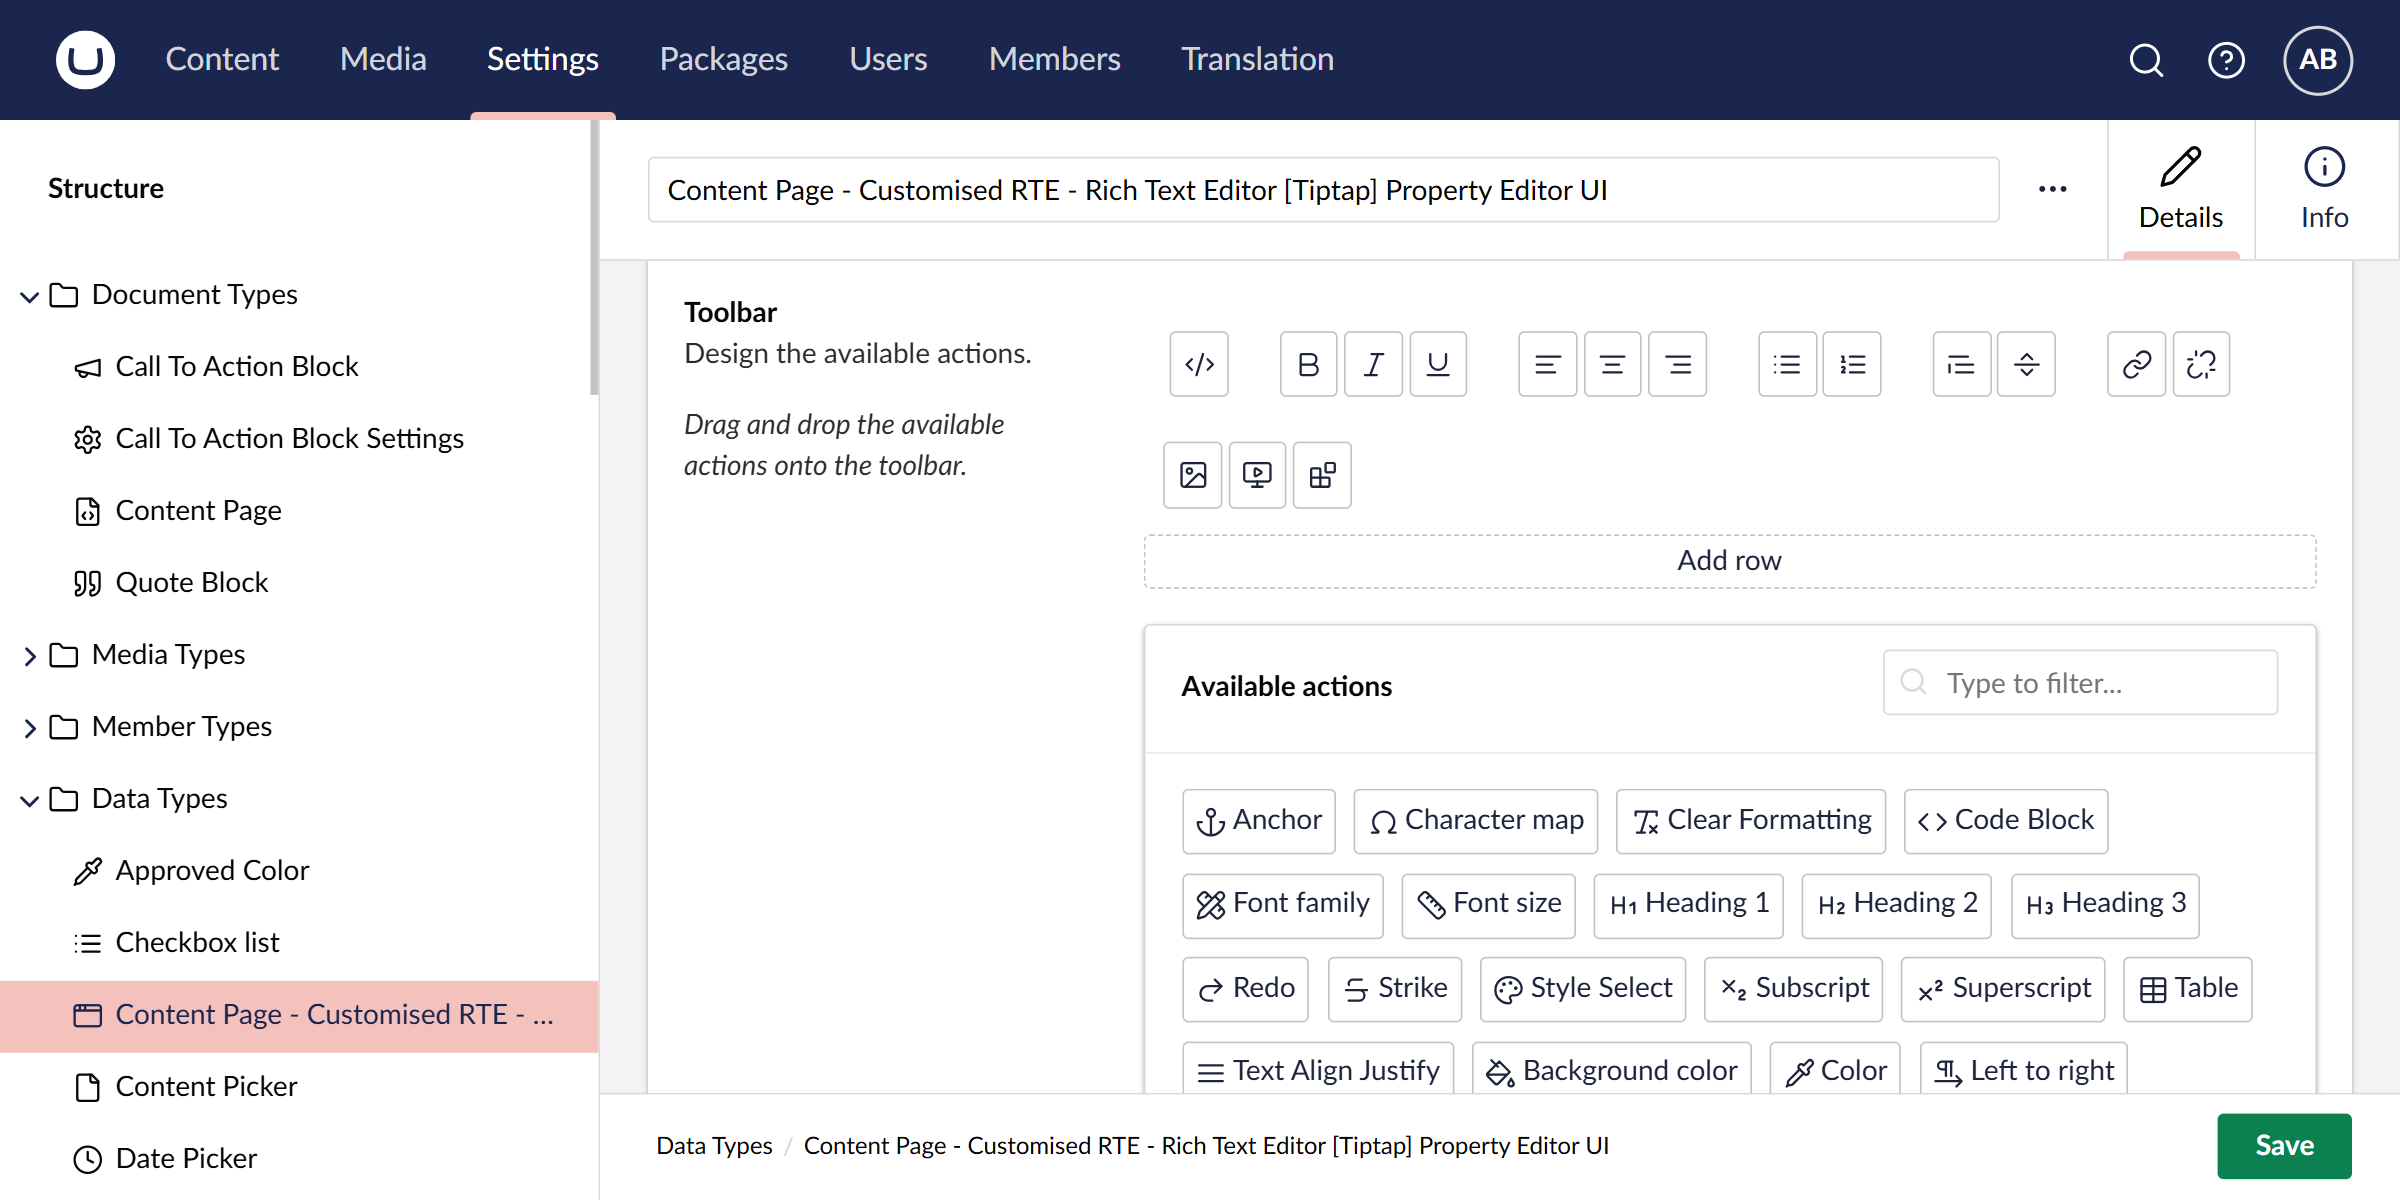 Content Media Settings Packages Users Members Translation AB
Structure
Document Types
Call To Action Block
Call To Action Block Settings
Content Page
Quote Block
Media Types
Member Types
Data Types
Approved Color
Checkbox list
Content Page - Customised RTE - ...
Content Picker
Date Picker
Content Page - Customised RTE - Rich Text Editor [Tiptap] Property Editor UI
Details
Info
Toolbar
Design the available actions.
Drag and drop the available
actions onto the toolbar.
Add row
Available actions
Type to filter...
Anchor Character map Clear Formatting Code Block
Font family Font size H1 Heading 1 H2 Heading 2 H3 Heading 3
Redo Strike Style Select Subscript Superscript Table
Text Align Justify Background color Color Left to right
Data Types / Content Page - Customised RTE - Rich Text Editor [Tiptap] Property Editor UI
Save